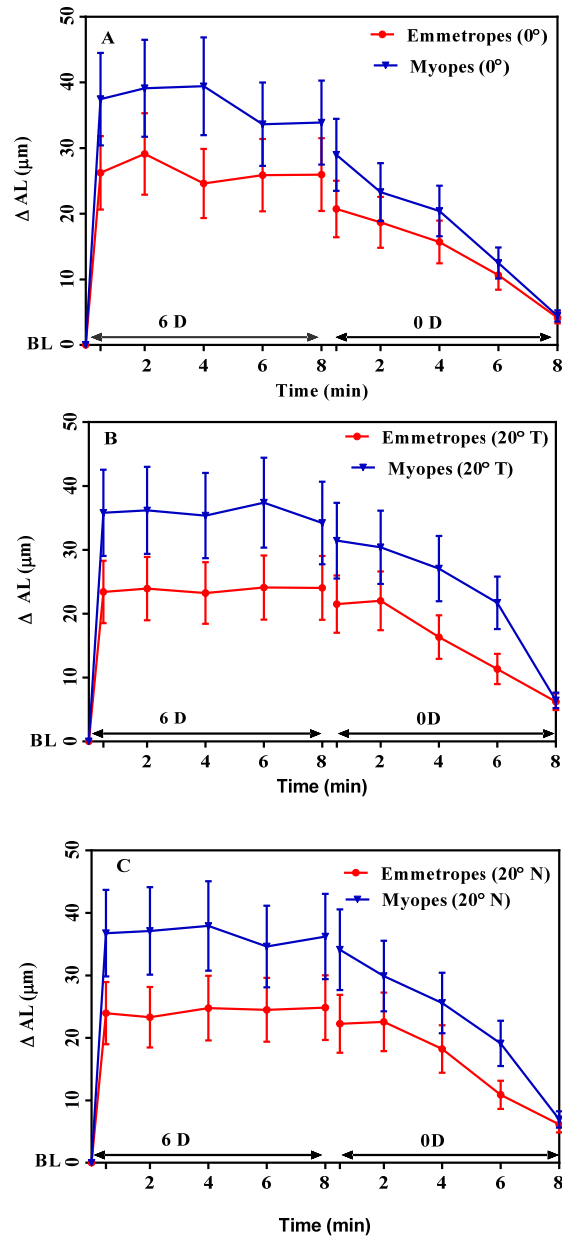 A
Emmetropes (0°)
Myopes (0°)
Δ AL (μm)
50
40
30
20
10
0
BL
6 D
0 D
2 4 6 8 2 4 6 8
Time (min)
B
Emmetropes (20° T)
Myopes (20° T)
Δ AL (μm)
50
40
30
20
10
0
BL
6 D
0D
2 4 6 8 2 4 6 8
Time (min)
C
Emmetropes (20° N)
Myopes (20° N)
Δ AL (μm)
50
40
30
20
10
0
BL
6 D
0D
2 4 6 8 2 4 6 8
Time (min)